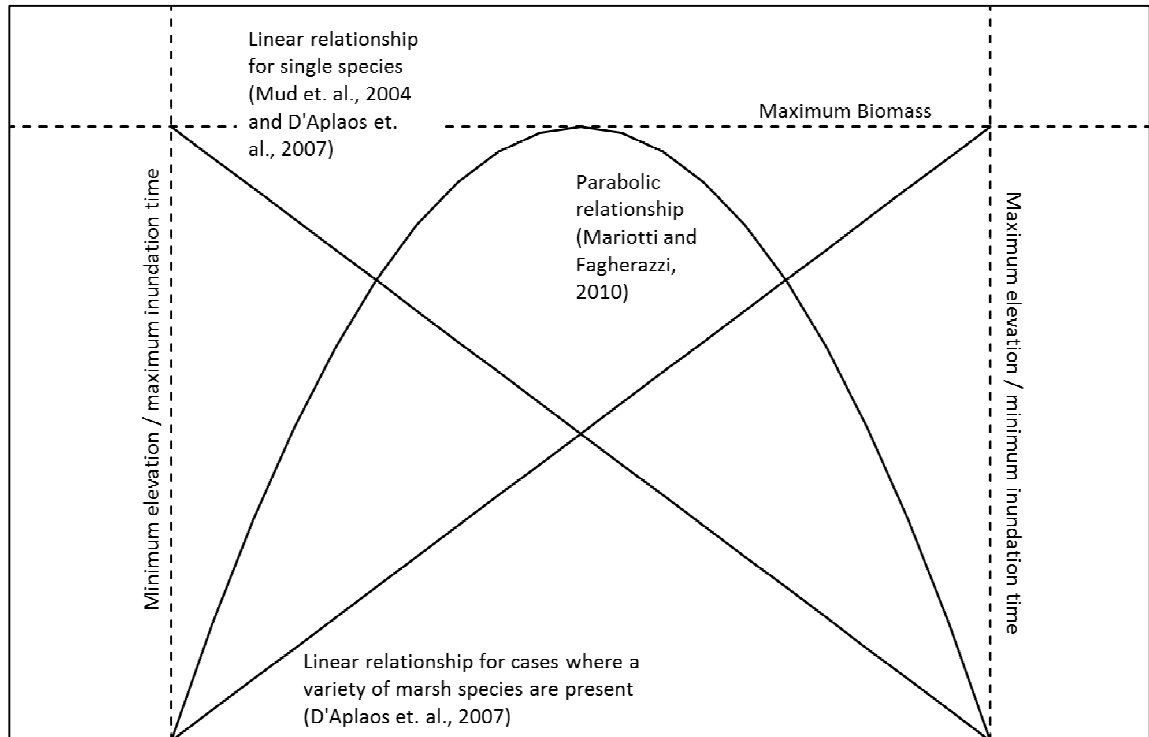 Linear relationship
for single species
(Mud et. al., 2004
and D'Aplaos et.
al., 2007)
Maximum Biomass
Parabolic
relationship
(Mariotti and
Fagherazzi,
2010)
Minimum elevation / maximum inundation time
Maximum elevation / minimum inundation time
Linear relationship for cases where a
variety of marsh species are present
(D'Aplaos et. al., 2007)